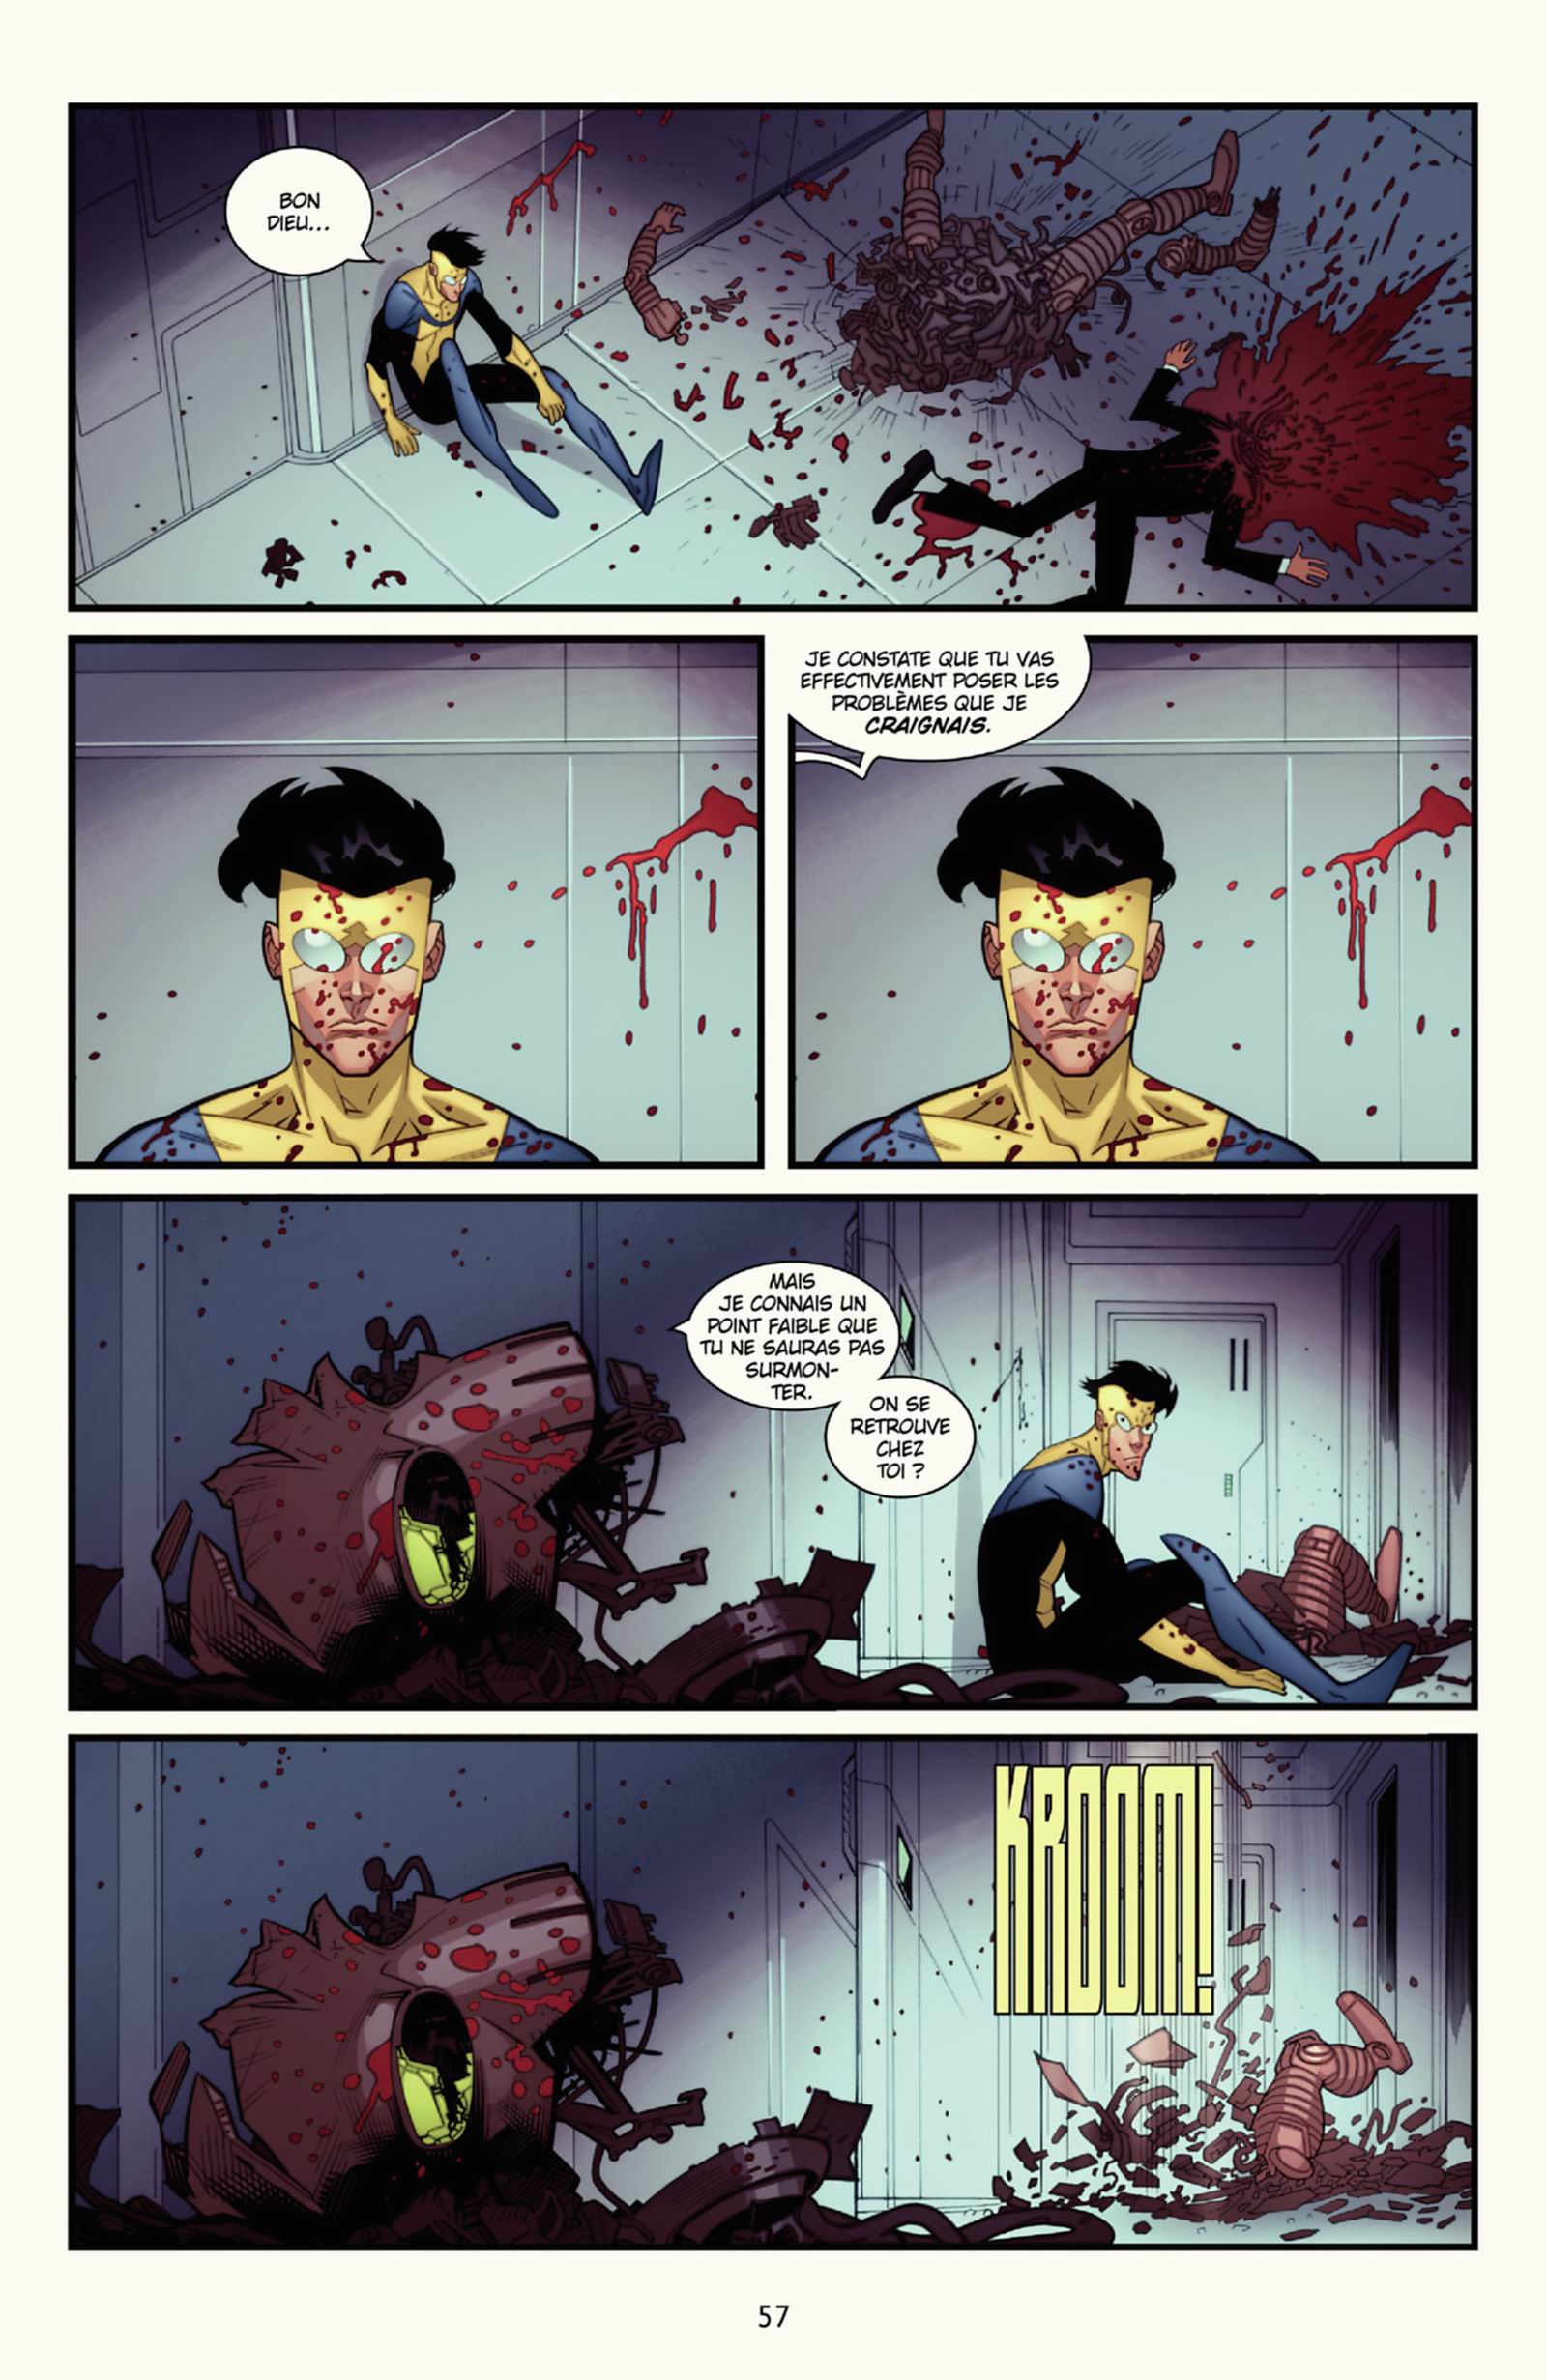 BON
DIEU...
JE CONSTATE QUE TU VAS
EFFECTIVEMENT POSER LES
PROBLÈMES QUE JE
CRAIGNAIS.
MAIS
JE CONNAIS UN
POINT FAIBLE QUE
TU NE SAURAS PAS
SURMON-
TER.
ON SE
RETROUVE
CHEZ
TOI ?
KROOM!
57